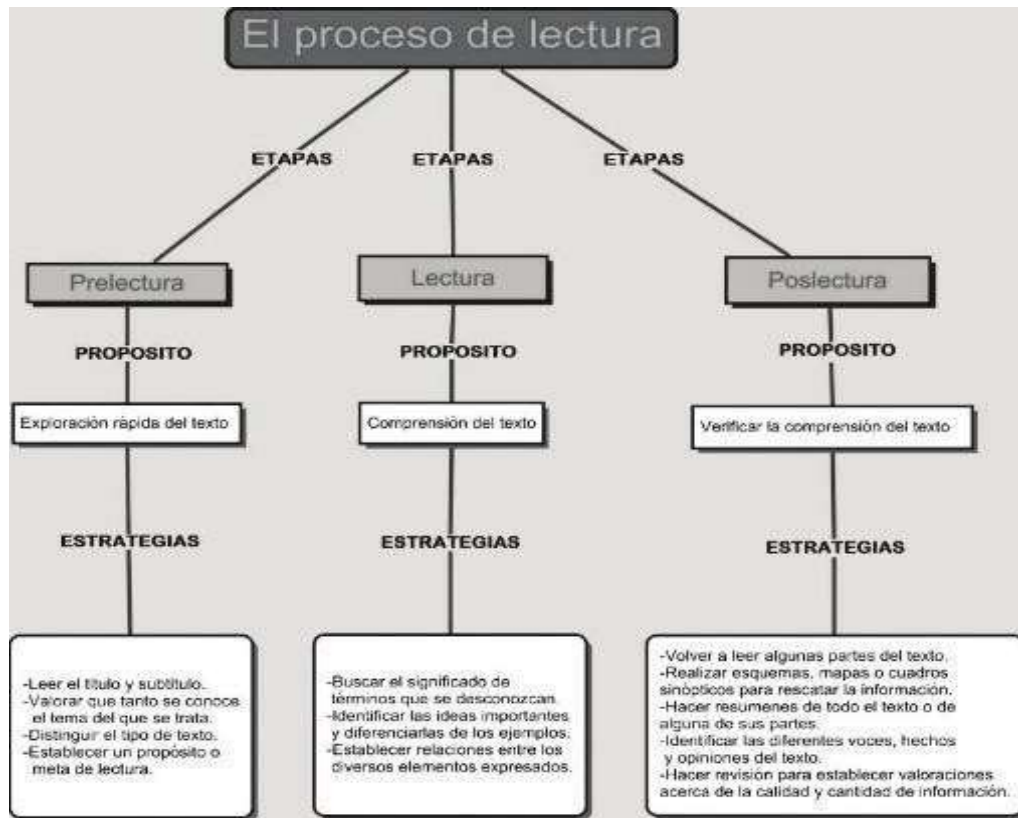 El proceso de lectura
ETAPAS
ETAPAS
ETAPAS
Prelectura
Lectura
Poslectura
PROPOSITO
PROPOSITO
PROPOSITO
Exploración rápida del texto
Comprensión del texto
Verificar la comprensión del texto
ESTRATEGIAS
ESTRATEGIAS
ESTRATEGIAS
-Leer el título y subtítulo.
-Valorar que tanto se conoce
el tema del que se trata.
-Distinguir el tipo de texto.
-Establecer un propósito o
meta de lectura.
-Buscar el significado de
términos que se desconozcan.
-Identificar las ideas importantes
y diferenciarlas de los ejemplos.
-Establecer relaciones entre los
diversos elementos expresados.
-Volver a leer algunas partes del texto.
-Realizar esquemas, mapas o cuadros
sinópticos para rescatar la información.
-Hacer resumenes de todo el texto o de
alguna de sus partes.
-Identificar las diferentes voces, hechos
y opiniones del texto.
-Hacer revisión para establecer valoraciones
acerca de la calidad y cantidad de información.